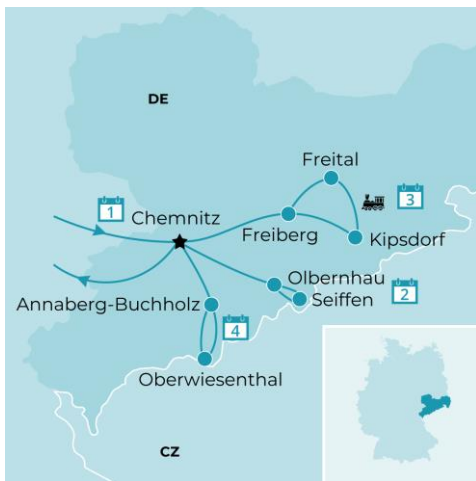 DE
Freital
1
Chemnitz
3
Freiberg
Kipsdorf
Olbernhau
Seiffen
2
Annaberg-Buchholz
4
Oberwiesenthal
CZ